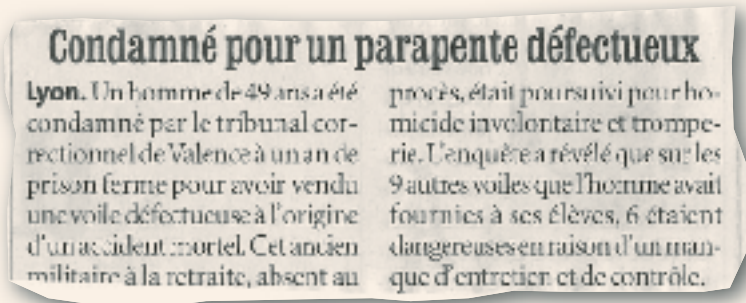 Condamné pour un parapente défectueux
Lyon. Un homme de 49 ans a été
condamné par le tribunal cor-
rectionnel de Valence à un an de
prison ferme pour avoir vendu
une voile défectueuse à l'origine
d'un accident mortel. Cet ancien
militaire à la retraite, absent au
procès, était poursuivi pour ho-
micide involontaire et trompe-
rie. L'enquête a révélé que sur les
9 autres voiles que l'homme avait
fournies à ses élèves, 6 étaient
dangereuses en raison d'un man-
que d'entretien et de contrôle.